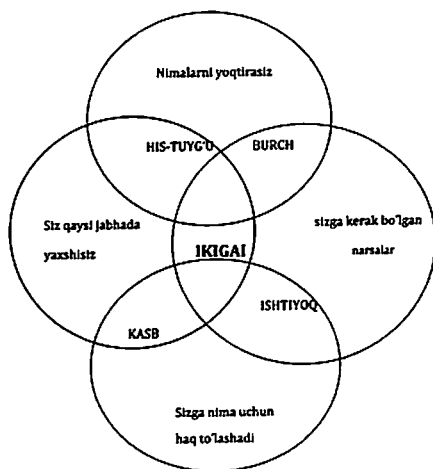 Nimalarni yoqtirasiz
HIS-TUYG'U
BURCH
Siz qaysi jabhada
yaxshisiz
sizga kerak bo'lgan
narsalar
IKIGAI
ISHTIYOQ
KASB
Sizga nima uchun
haq to'lashadi